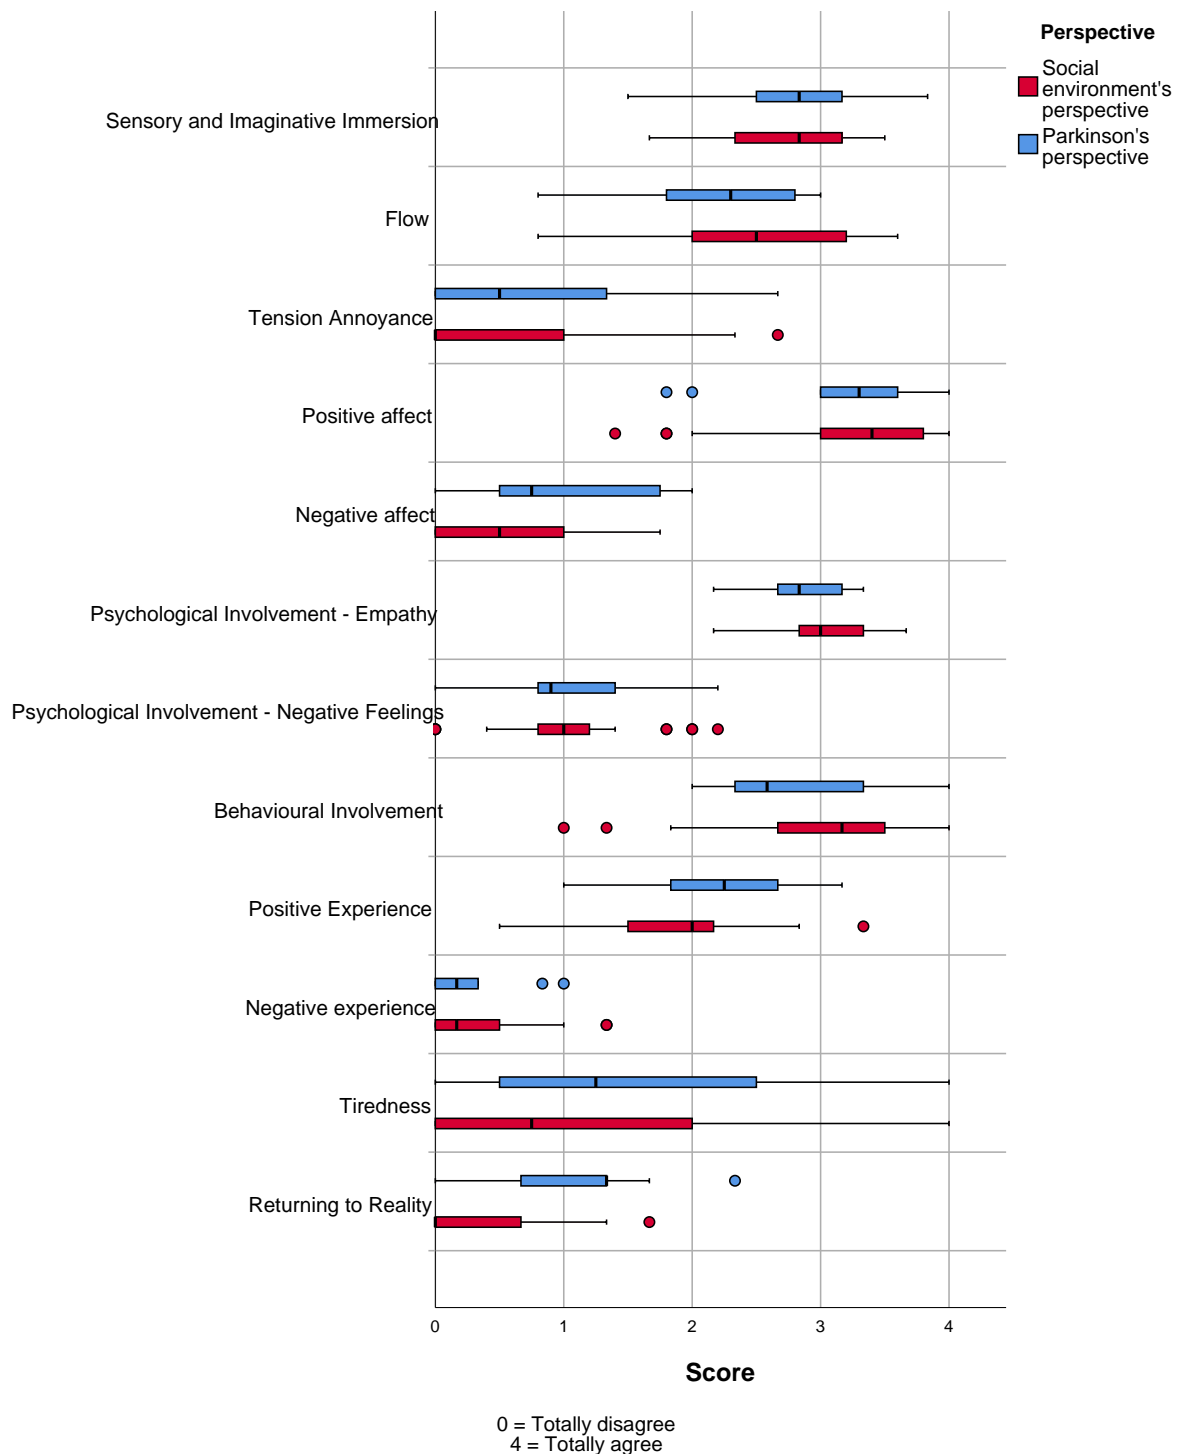 Perspective
Social
environment's
perspective
Parkinson's
perspective
Sensory and Imaginative Immersion
Flow
Tension Annoyance
Positive affect
Negative affect
Psychological Involvement - Empathy
Psychological Involvement - Negative Feelings
Behavioural Involvement
Positive Experience
Negative experience
Tiredness
Returning to Reality
0 1 2 3 4
Score
0 = Totally disagree
4 = Totally agree